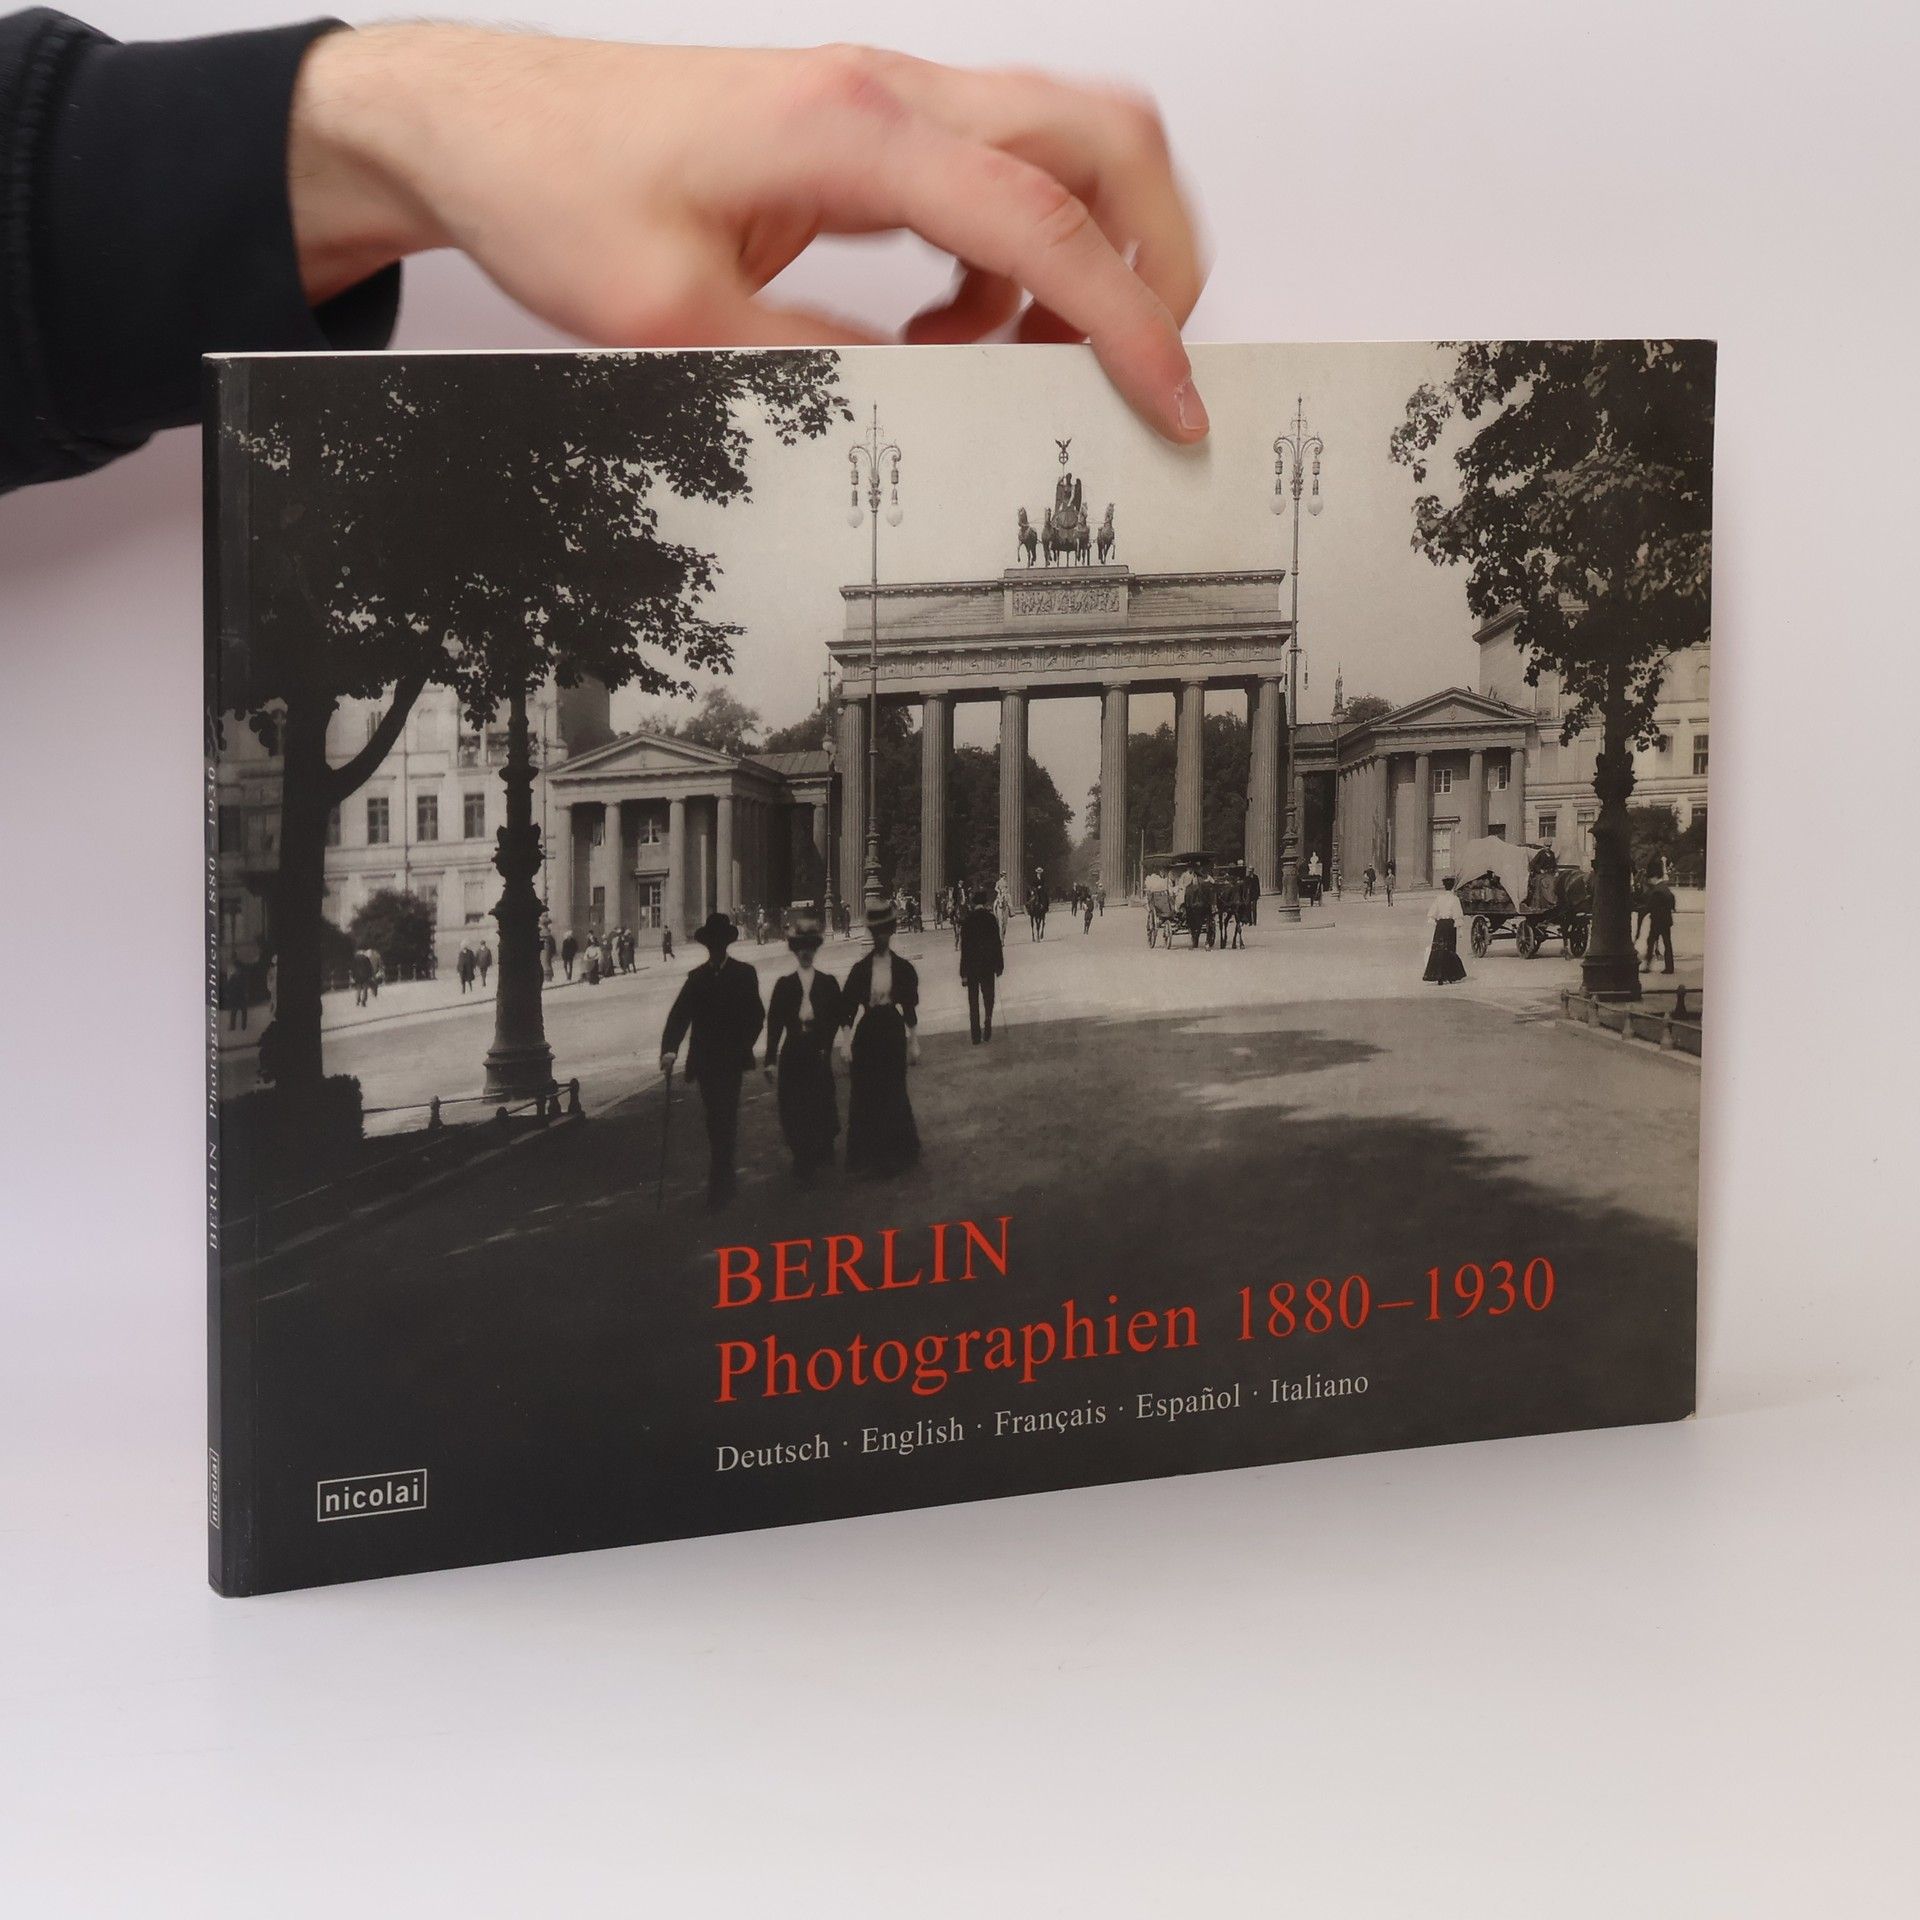 BERLIN Photographien 1880–1930
nicolai
BERLIN
Photographien 1880–1930
Deutsch · English · Français · Español · Italiano
nicolai